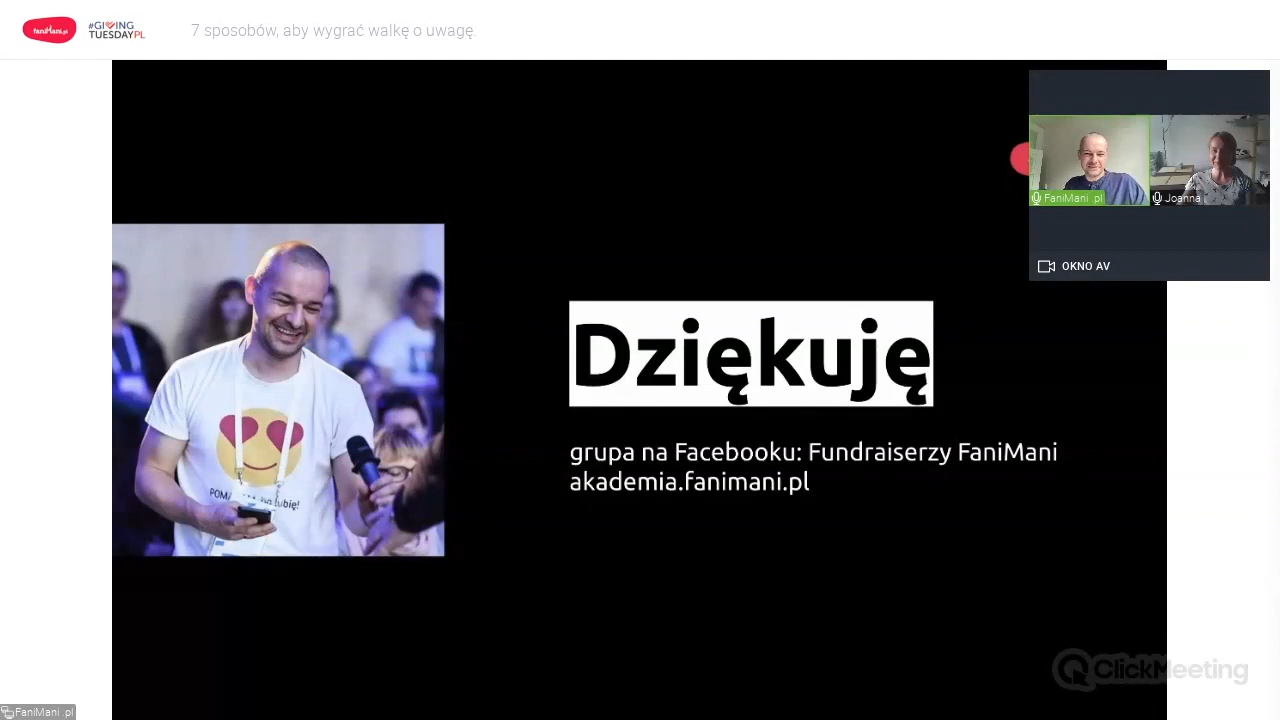 faniMani.pl
#GIVING
TUESDAYPL
7 sposobów, aby wygrać walkę o uwagę.
FaniMani .pl
Joanna
OKNO AV
Dziękuję
grupa na Facebooku: Fundraiserzy FaniMani
akademia.fanimani.pl
ClickMeeting
FaniMani .pl